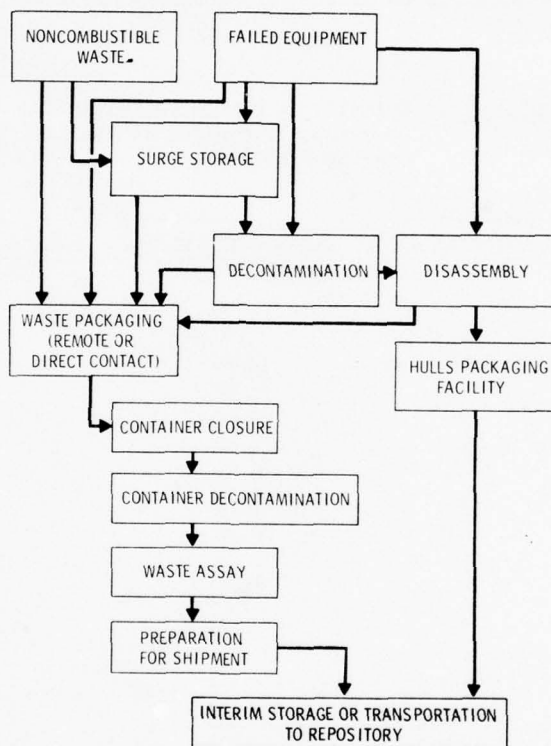 NONCOMBUSTIBLE
WASTE
FAILED EQUIPMENT
SURGE STORAGE
DECONTAMINATION
DISASSEMBLY
WASTE PACKAGING
(REMOTE OR
DIRECT CONTACT)
HULLS PACKAGING
FACILITY
CONTAINER CLOSURE
CONTAINER DECONTAMINATION
WASTE ASSAY
PREPARATION
FOR SHIPMENT
INTERIM STORAGE OR TRANSPORTATION
TO REPOSITORY